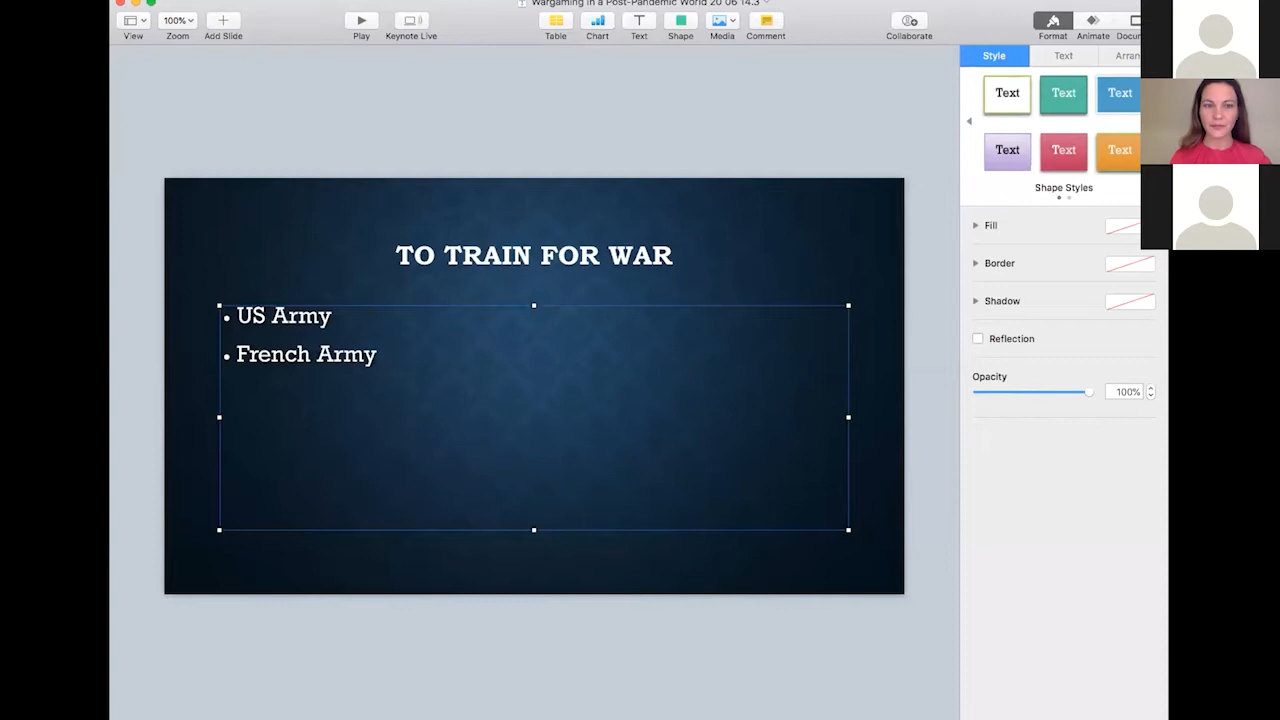 Wargaming in a Post-Pandemic World 20 06 14.3
View
100%
Zoom
Add Slide
Play
Keynote Live
Table
Chart
Text
Shape
Media
Comment
Collaborate
Format
Animate
Docum
Style
Text
Arran
Text
Text
Text
Text
Text
Text
Shape Styles
Fill
Border
Shadow
Reflection
Opacity
100%
TO TRAIN FOR WAR
• US Army
• French Army